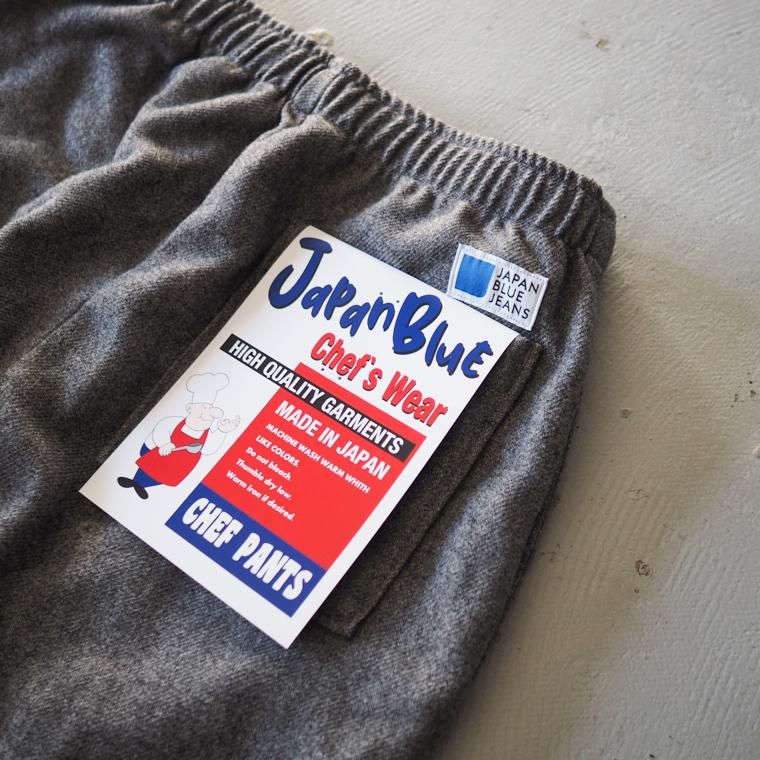 JAPAN
BLUE
JEANS
JapanBlue
Chef's Wear
HIGH QUALITY GARMENTS
MADE IN JAPAN
MACHINE WASH WARM WHITH
LIKE COLORS.
Do not bleach.
Thumble dry low.
Warm iron if desired.
CHEF PANTS